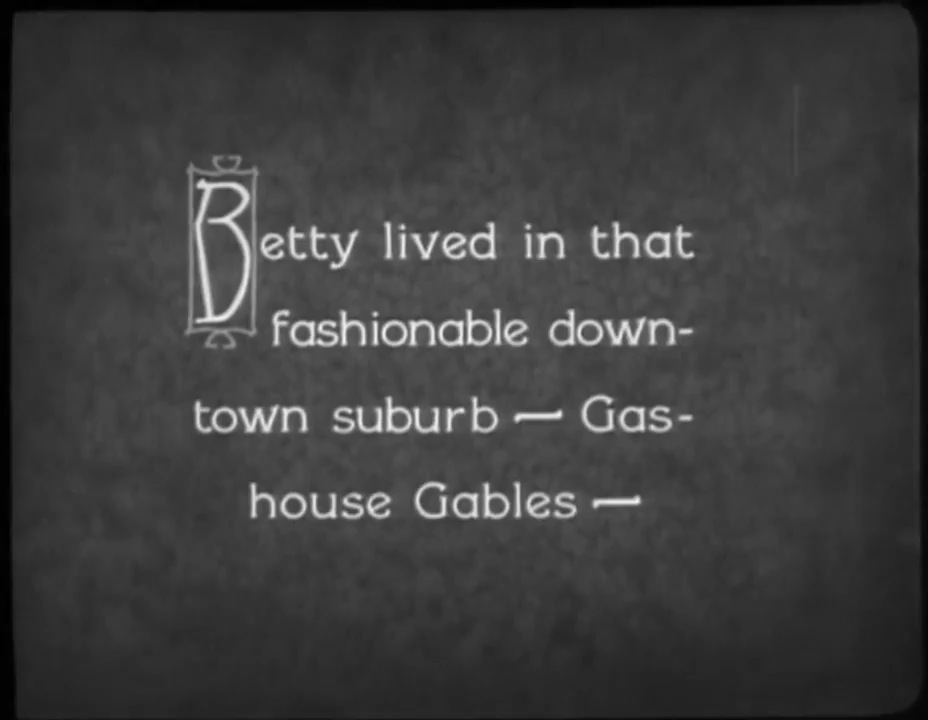 Betty lived in that
fashionable down-
town suburb — Gas-
house Gables —